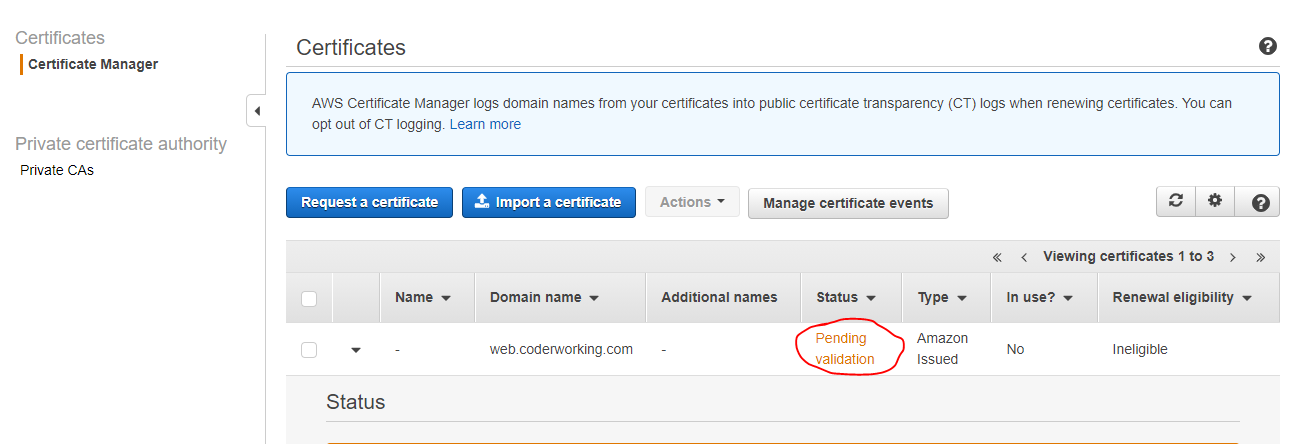 Certificates
Certificate Manager
Private certificate authority
Private CAs
Certificates
AWS Certificate Manager logs domain names from your certificates into public certificate transparency (CT) logs when renewing certificates. You can
opt out of CT logging. Learn more
Request a certificate Import a certificate Actions Manage certificate events
« ‹ Viewing certificates 1 to 3 › »
Name Domain name Additional names Status Type In use? Renewal eligibility
- web.coderworking.com - Pending validation Amazon Issued No Ineligible
Status